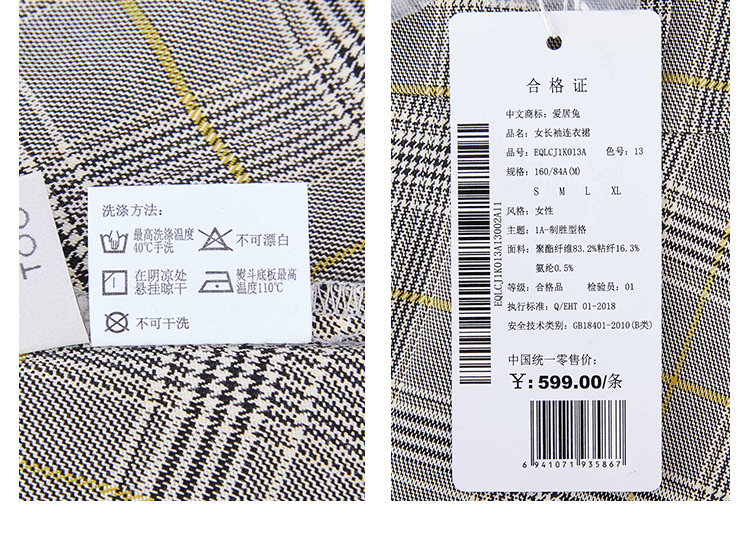 TOO
洗涤方法:
最高洗涤温度
40℃手洗
不可漂白
在阴凉处
悬挂晾干
熨斗底板最高
温度110℃
不可干洗
合格证
中文商标: 爱居兔
品名: 女长袖连衣裙
品号: EQLCJ1K013A 色号: 13
规格: 160/84A(M)
S M L XL
风格: 女性
主题: 1A-制胜型格
面料: 聚酯纤维83.2%粘纤16.3%
氨纶0.5%
等级: 合格品 检验员: 01
执行标准: Q/EHT 01-2018
安全技术类别: GB18401-2010(B类)
EQLCJ1K013A13002A11
中国统一零售价:
¥: 599.00/条
6 941071 935867